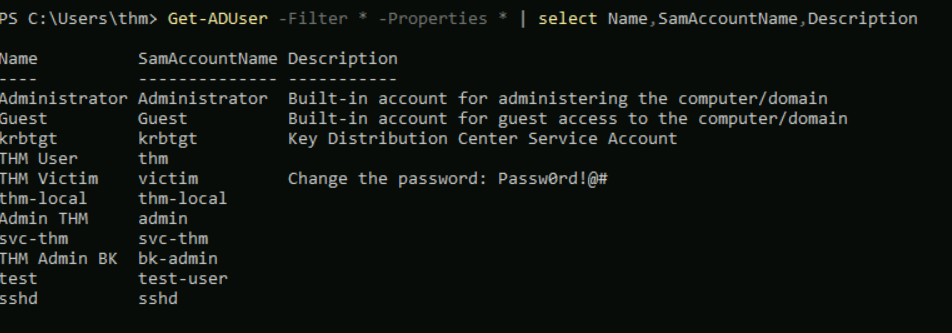 PS C:\Users\thm> Get-ADUser -Filter * -Properties * | select Name,SamAccountName,Description
Name SamAccountName Description
---- -------------- -----------
Administrator Administrator Built-in account for administering the computer/domain
Guest Guest Built-in account for guest access to the computer/domain
krbtgt krbtgt Key Distribution Center Service Account
THM User thm
THM Victim victim Change the password: Passw0rd!@#
thm-local thm-local
Admin THM admin
svc-thm svc-thm
THM Admin BK bk-admin
test test-user
sshd sshd